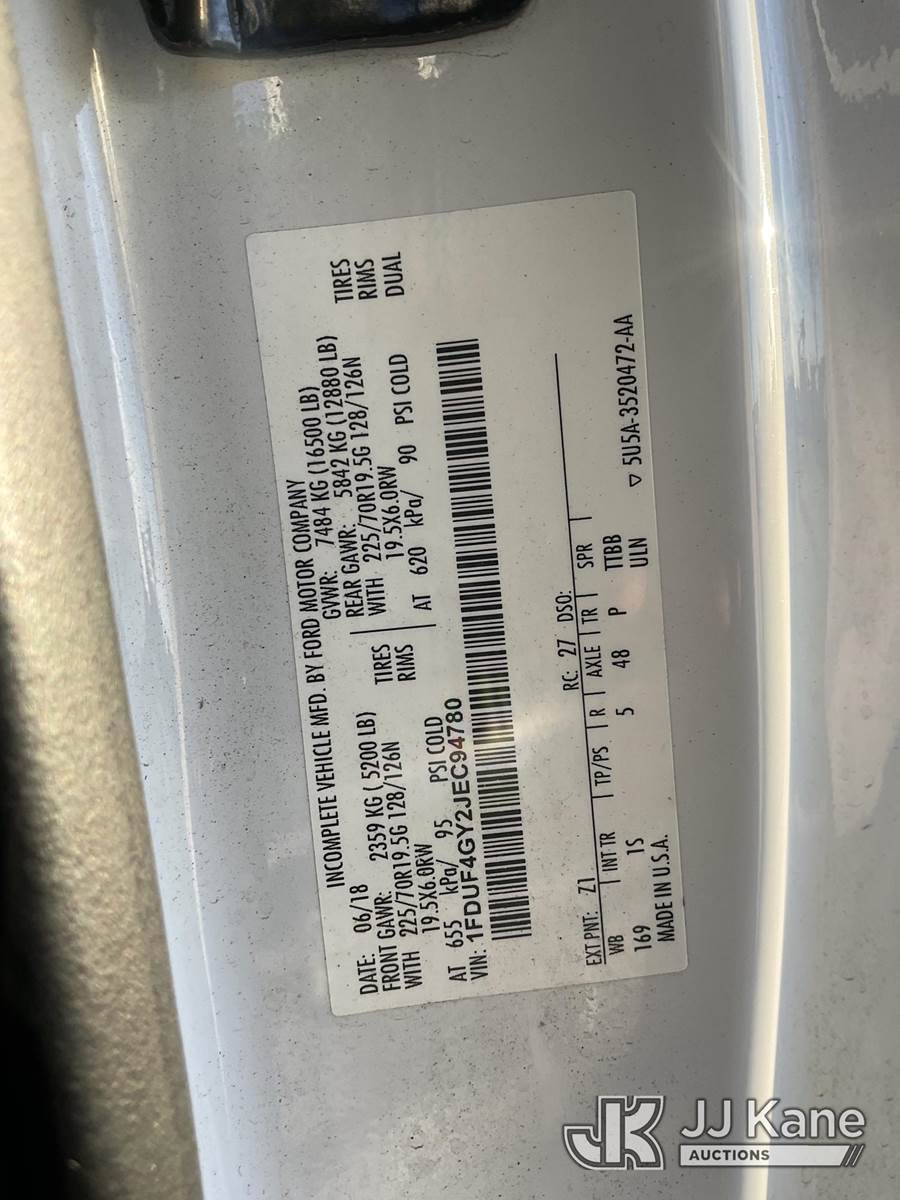 INCOMPLETE VEHICLE MFD. BY FORD MOTOR COMPANY
DATE: 06/18 GVWR: 7484 KG (16500 LB)
FRONT GAWR: 2359 KG ( 5200 LB) REAR GAWR: 5842 KG (12880 LB)
WITH 225/70R19.5G 128/126N TIRES WITH 225/70R19.5G 128/126N TIRES
19.5X6.0RW RIMS 19.5X6.0RW RIMS
AT 655 kPa/ 95 PSI COLD AT 620 kPa/ 90 PSI COLD DUAL
VIN: 1FDUF4GY2JEC94780
EXT PNT: Z1 RC: 27 DSO:
WB INT TR TP/PS R AXLE TR SPR
169 1S 5 48 P TTBB
MADE IN U.S.A. ULN
▽ 5U5A-3520472-AA
JK JJ Kane
AUCTIONS